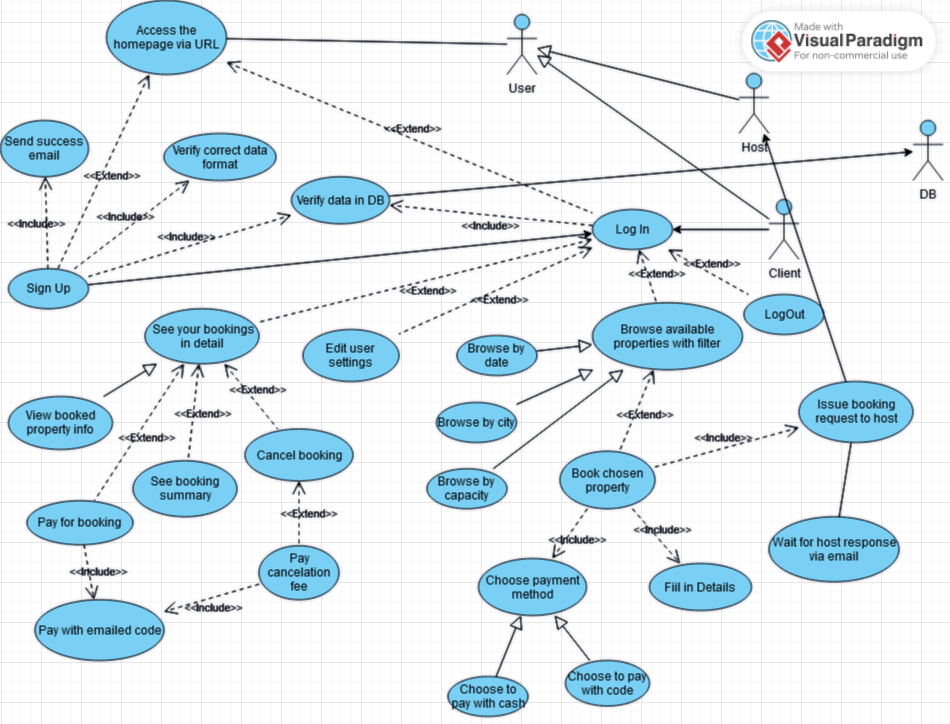 Access the
homepage via URL
User
Made with
Visual Paradigm
For non-commercial use
Host
DB
Send success
email
Verify correct data
format
<<Extend>>
<<Extend>>
<<Include>>
<<Include>>
<<Include>>
Verify data in DB
<<Include>>
Log In
Client
Sign Up
<<Extend>>
<<Extend>>
<<Extend>>
<<Extend>>
LogOut
See your bookings
in detail
Edit user
settings
Browse by
date
Browse available
properties with filter
View booked
property info
<<Extend>>
<<Extend>>
<<Extend>>
Browse by city
<<Extend>>
<<Include>>
Issue booking
request to host
Cancel booking
See booking
summary
Browse by
capacity
Book chosen
property
Pay for booking
<<Extend>>
<<Include>>
<<Include>>
Wait for host response
via email
<<Include>>
Pay
cancelation
fee
<<Include>>
Choose payment
method
Fiil in Details
Pay with emailed code
Choose to
pay with cash
Choose to pay
with code